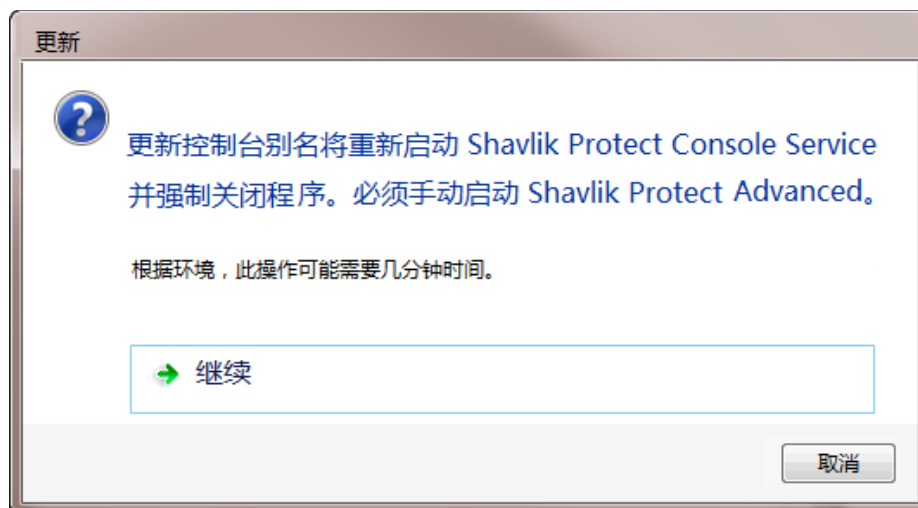 更新
更新控制台别名将重新启动 Shavlik Protect Console Service
并强制关闭程序。必须手动启动 Shavlik Protect Advanced。
根据环境，此操作可能需要几分钟时间。
继续
取消